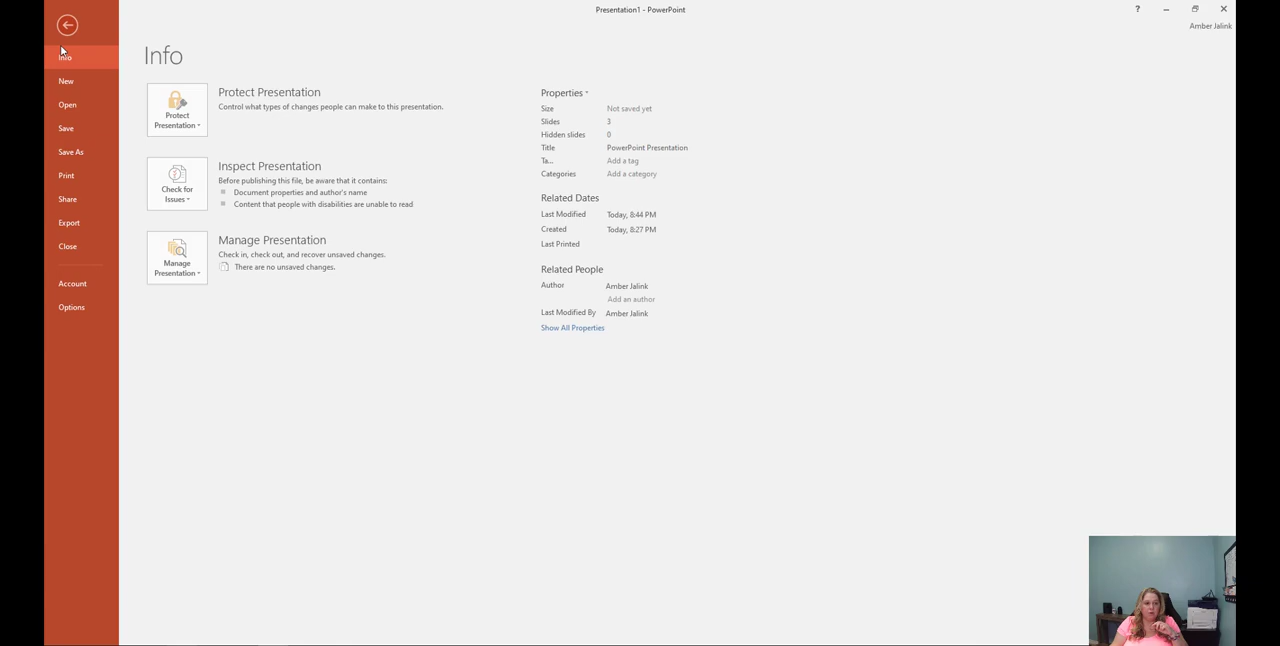 Presentation1 - PowerPoint
?
Amber Jalink
Info
New
Open
Save
Save As
Print
Share
Export
Close
Account
Options
Info
Protect Presentation
Protect Presentation
Control what types of changes people can make to this presentation.
Check for Issues
Inspect Presentation
Before publishing this file, be aware that it contains:
Document properties and author's name
Content that people with disabilities are unable to read
Manage Presentation
Manage Presentation
Check in, check out, and recover unsaved changes.
There are no unsaved changes.
Properties
Size Not saved yet
Slides 3
Hidden slides 0
Title PowerPoint Presentation
Ta... Add a tag
Categories Add a category
Related Dates
Last Modified Today, 8:44 PM
Created Today, 8:27 PM
Last Printed
Related People
Author Amber Jalink
Add an author
Last Modified By Amber Jalink
Show All Properties